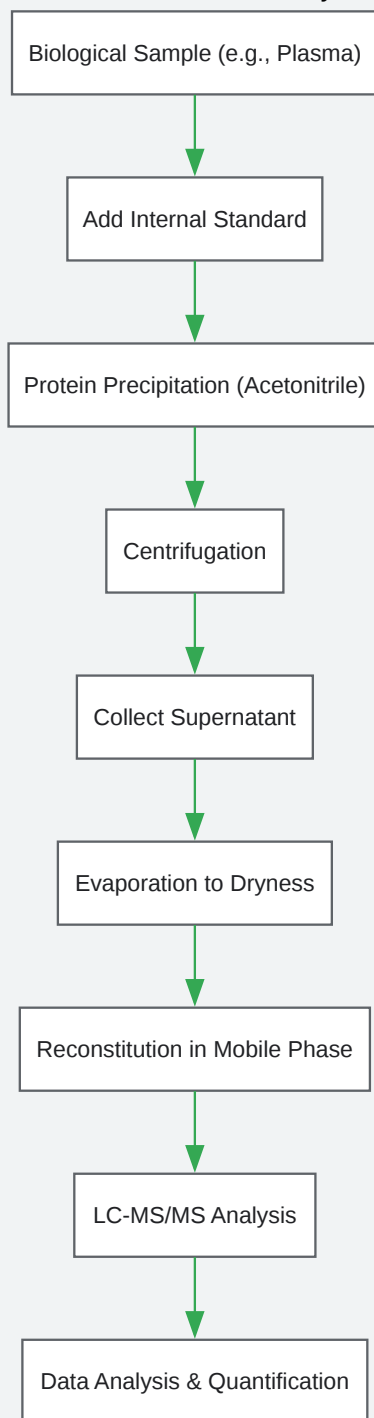 Biological Sample (e.g., Plasma)
Add Internal Standard
Protein Precipitation (Acetonitrile)
Centrifugation
Collect Supernatant
Evaporation to Dryness
Reconstitution in Mobile Phase
LC-MS/MS Analysis
Data Analysis & Quantification